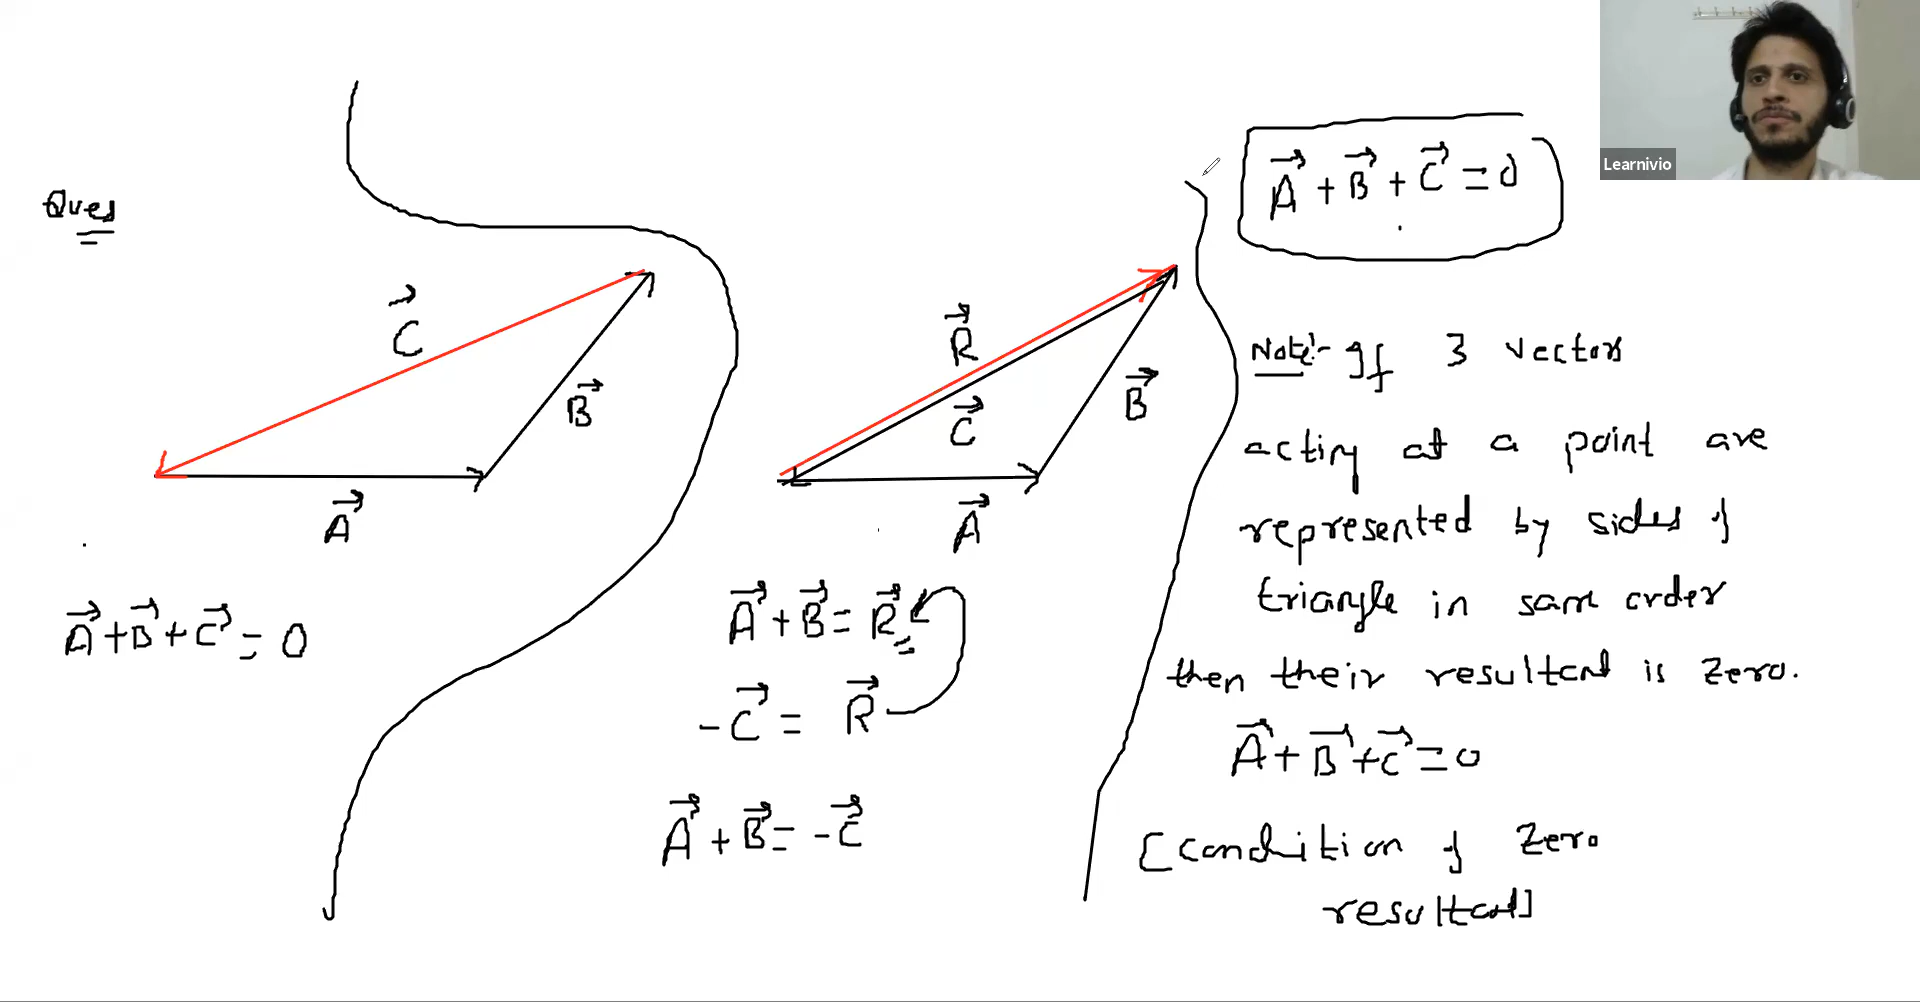 Ques
C
B
A
A + B + C = 0
R
C
B
A
A + B = R
- C = R
A + B = - C
A + B + C = 0
Learnivio
Note:- If 3 vectors
acting at a point are
represented by sides of
triangle in same order
then their resultant is zero.
A + B + C = 0
[condition of zero
resultant]